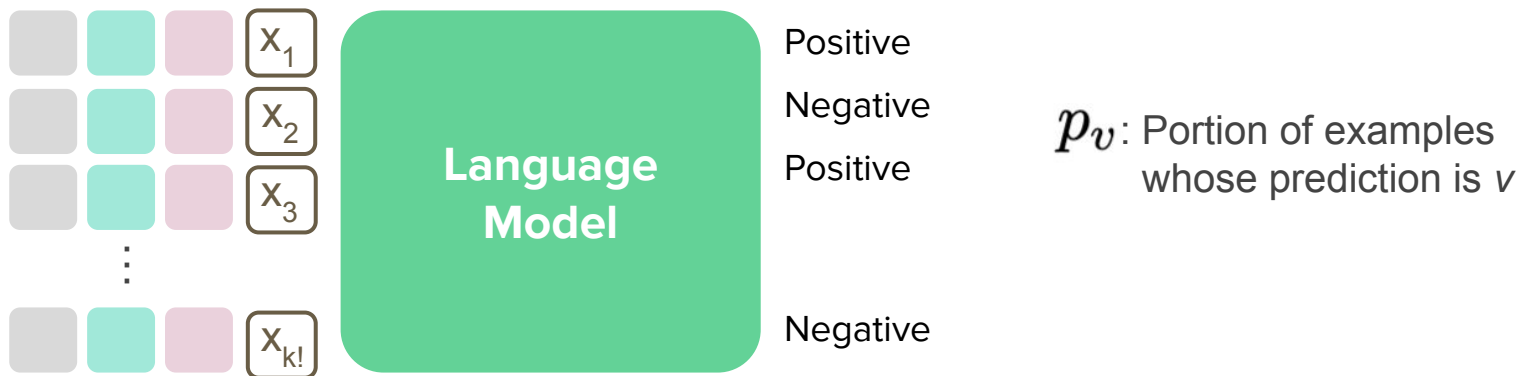 x₁
Positive
x₂
Negative
x₃
Positive
Language
Model
⋮
xₖ!
Negative
pᵥ: Portion of examples
whose prediction is v